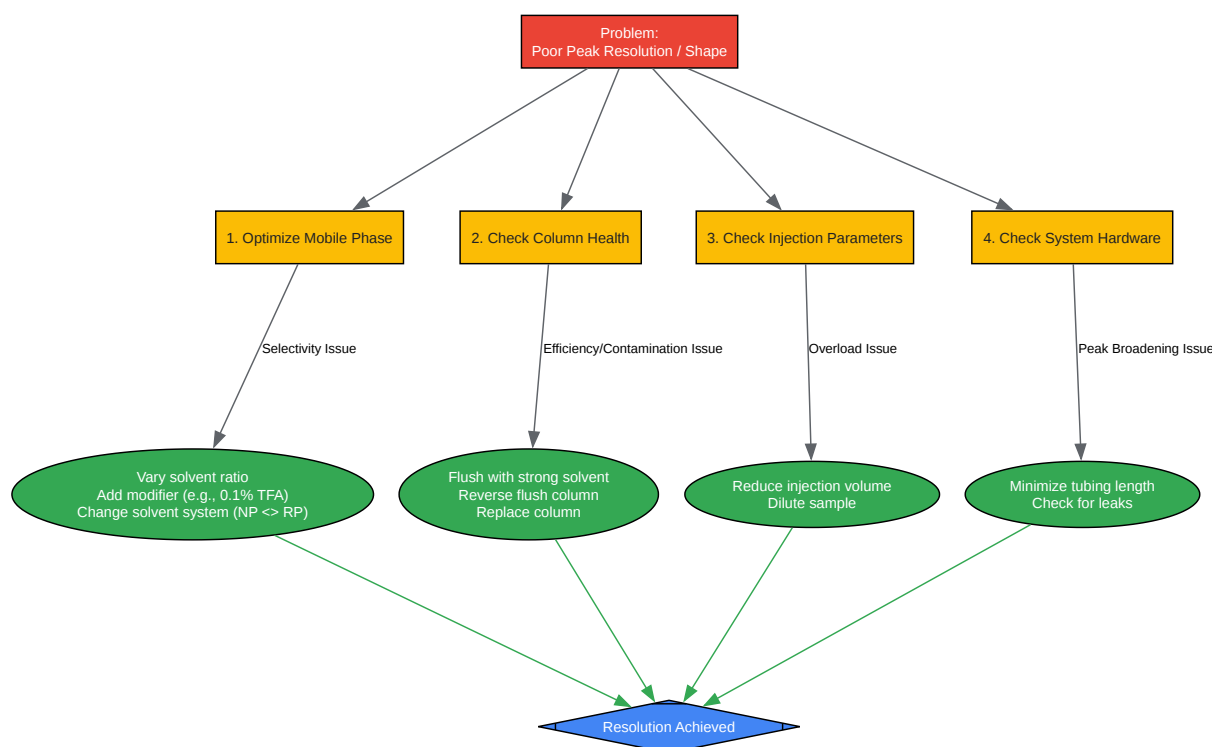 Problem:
Poor Peak Resolution / Shape
1. Optimize Mobile Phase
2. Check Column Health
3. Check Injection Parameters
4. Check System Hardware
Selectivity Issue
Efficiency/Contamination Issue
Overload Issue
Peak Broadening Issue
Vary solvent ratio
Add modifier (e.g., 0.1% TFA)
Change solvent system (NP <> RP)
Flush with strong solvent
Reverse flush column
Replace column
Reduce injection volume
Dilute sample
Minimize tubing length
Check for leaks
Resolution Achieved